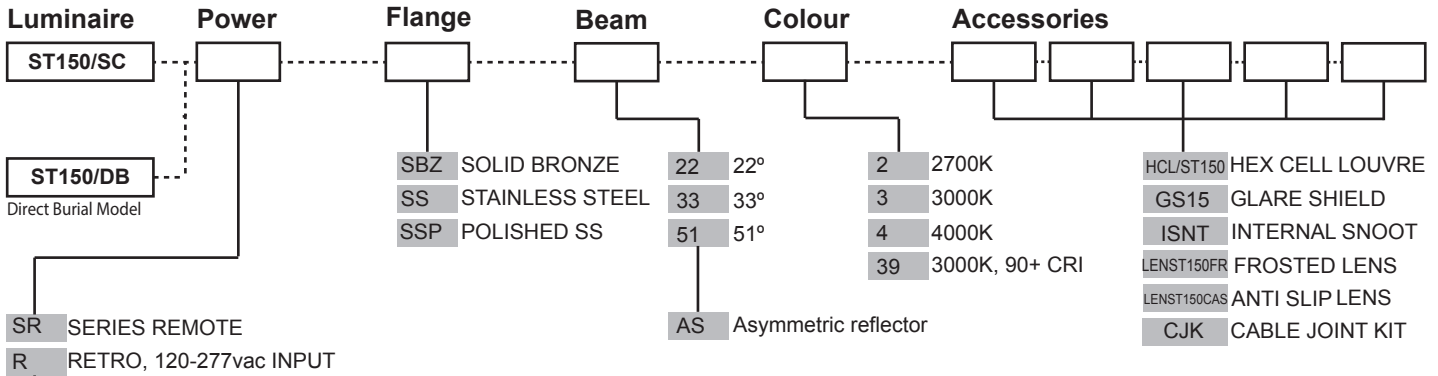 Luminaire Power Flange Beam Colour Accessories
ST150/SC
ST150/DB
Direct Burial Model
SBZ SOLID BRONZE
SS STAINLESS STEEL
SSP POLISHED SS
22 22º
33 33º
51 51º
AS Asymmetric reflector
2 2700K
3 3000K
4 4000K
39 3000K, 90+ CRI
HCL/ST150 HEX CELL LOUVRE
GS15 GLARE SHIELD
ISNT INTERNAL SNOOT
LENST150FR FROSTED LENS
LENST150CAS ANTI SLIP LENS
CJK CABLE JOINT KIT
SR SERIES REMOTE
R RETRO, 120-277vac INPUT